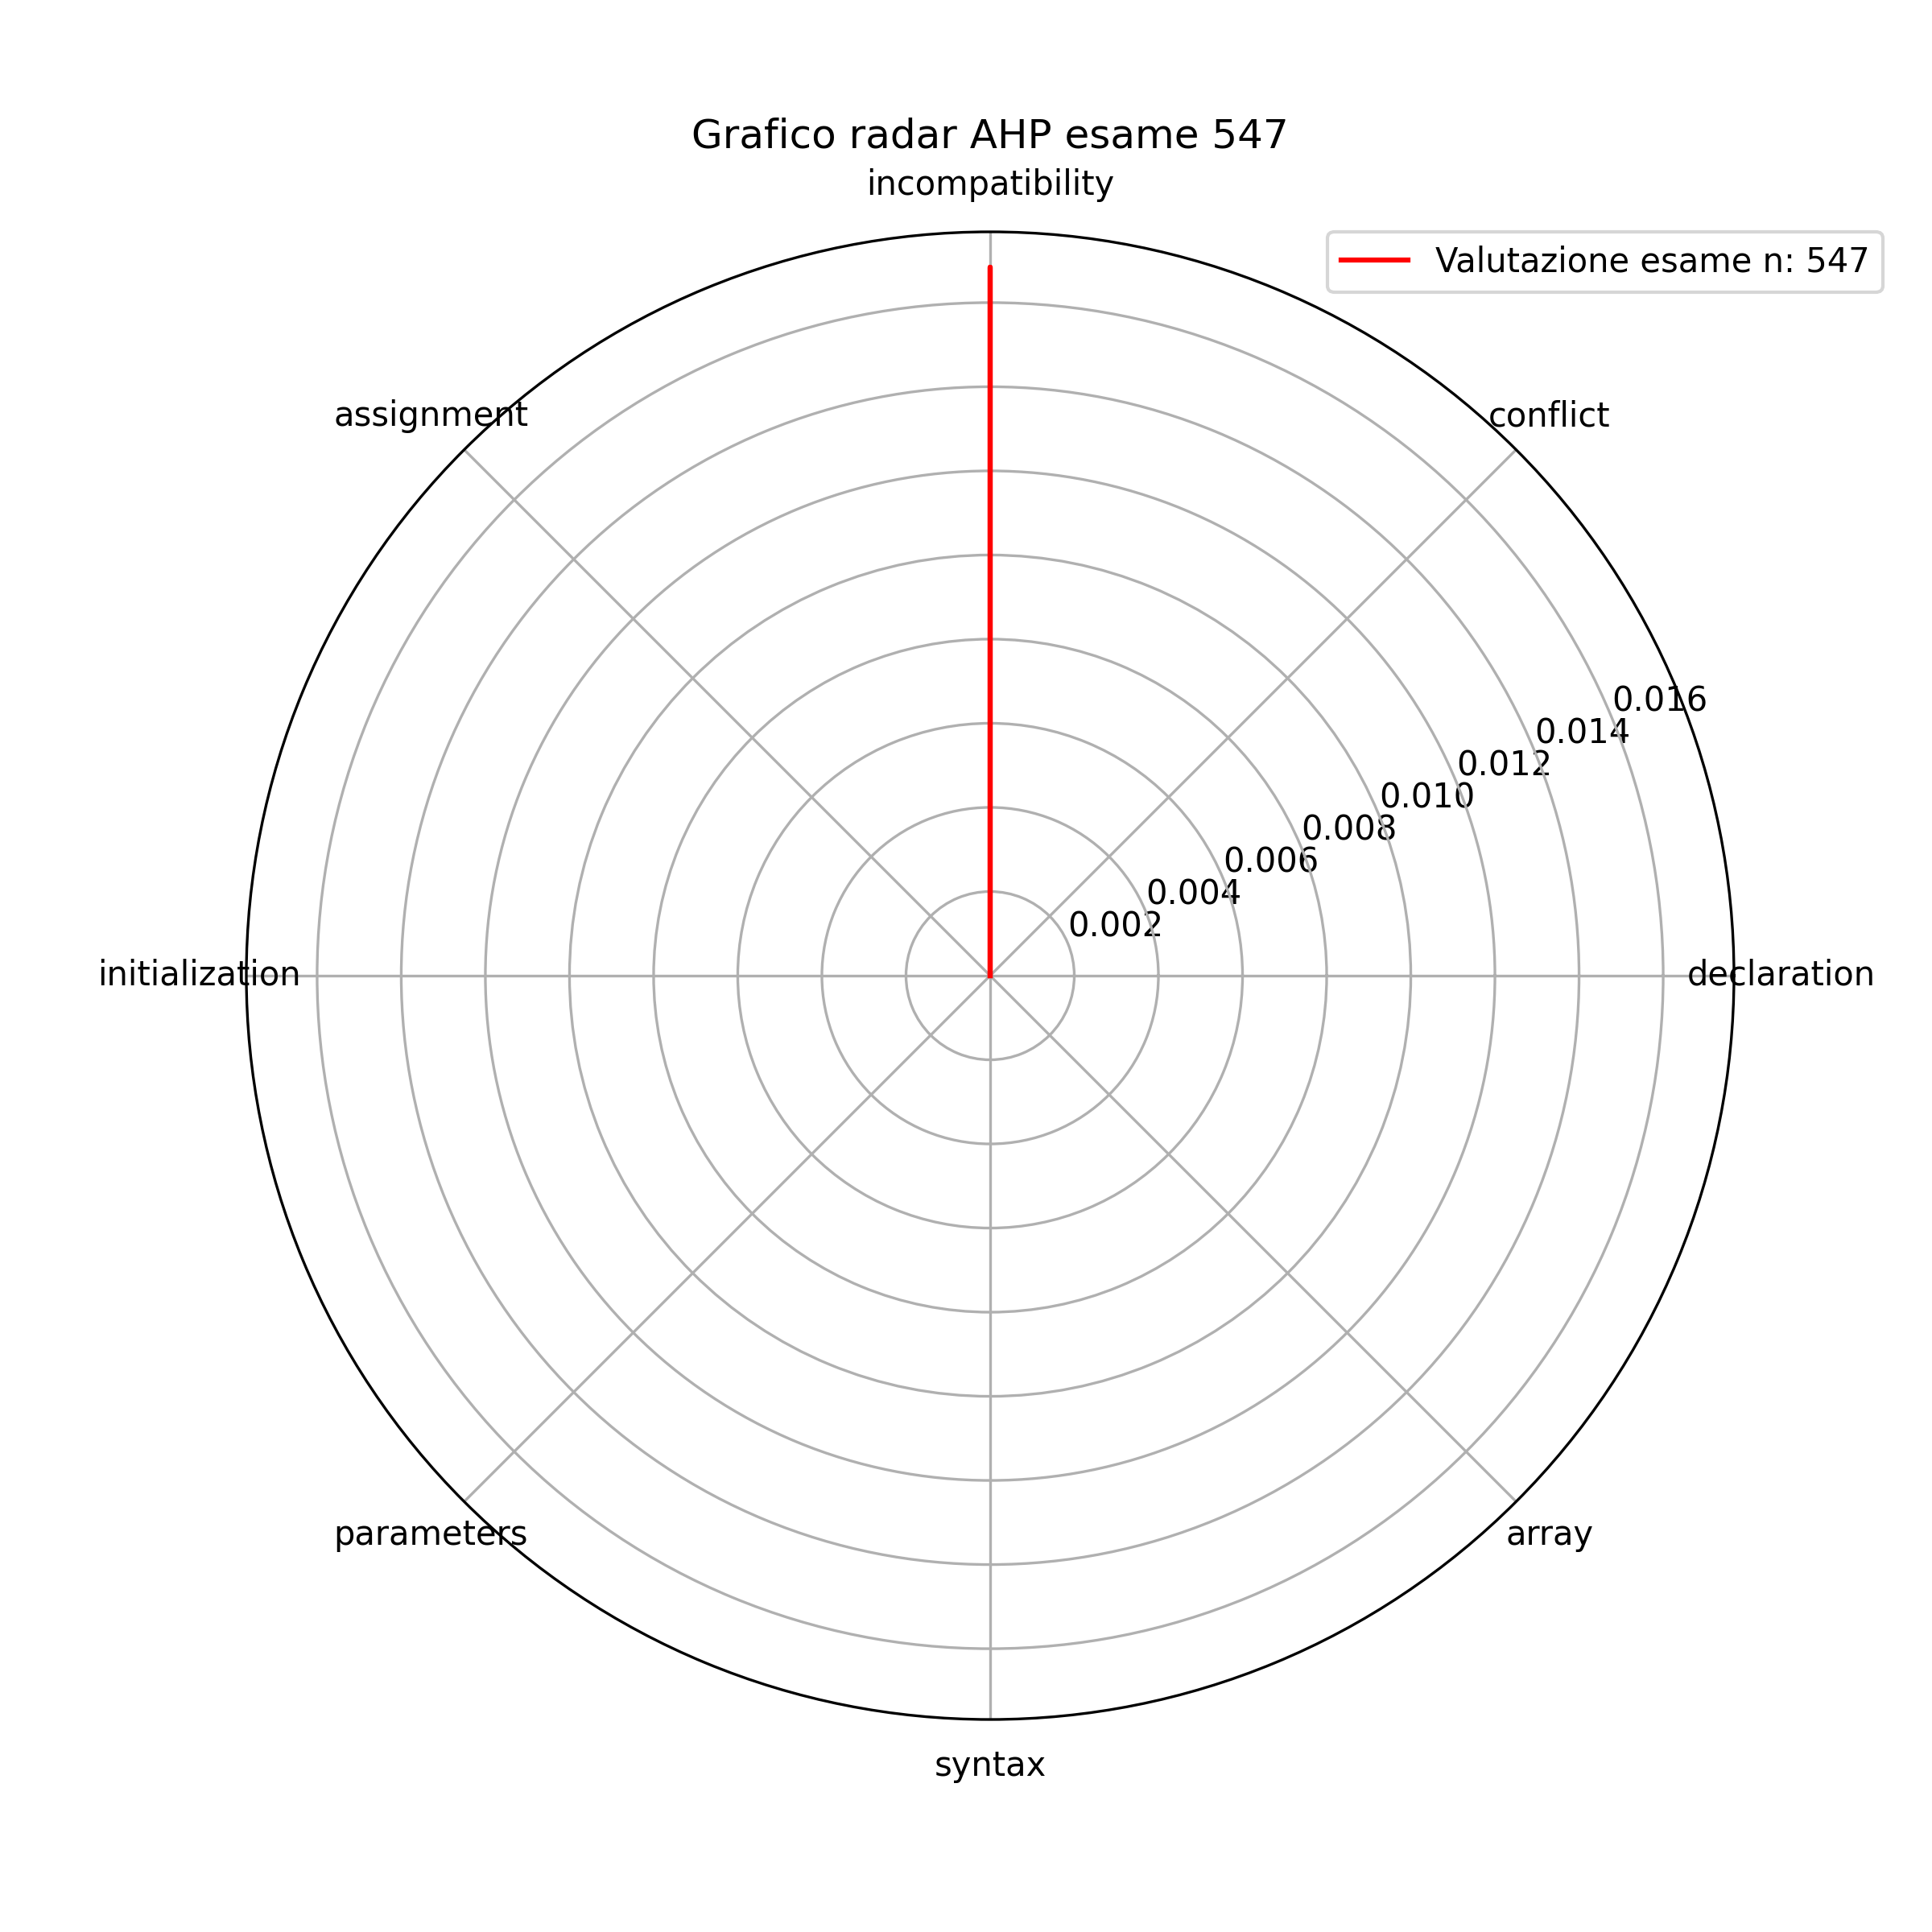 Grafico radar AHP esame 547
incompatibility
Valutazione esame n: 547
assignment
conflict
0.016
0.014
0.012
0.010
0.008
0.006
0.004
0.002
initialization
declaration
parameters
array
syntax